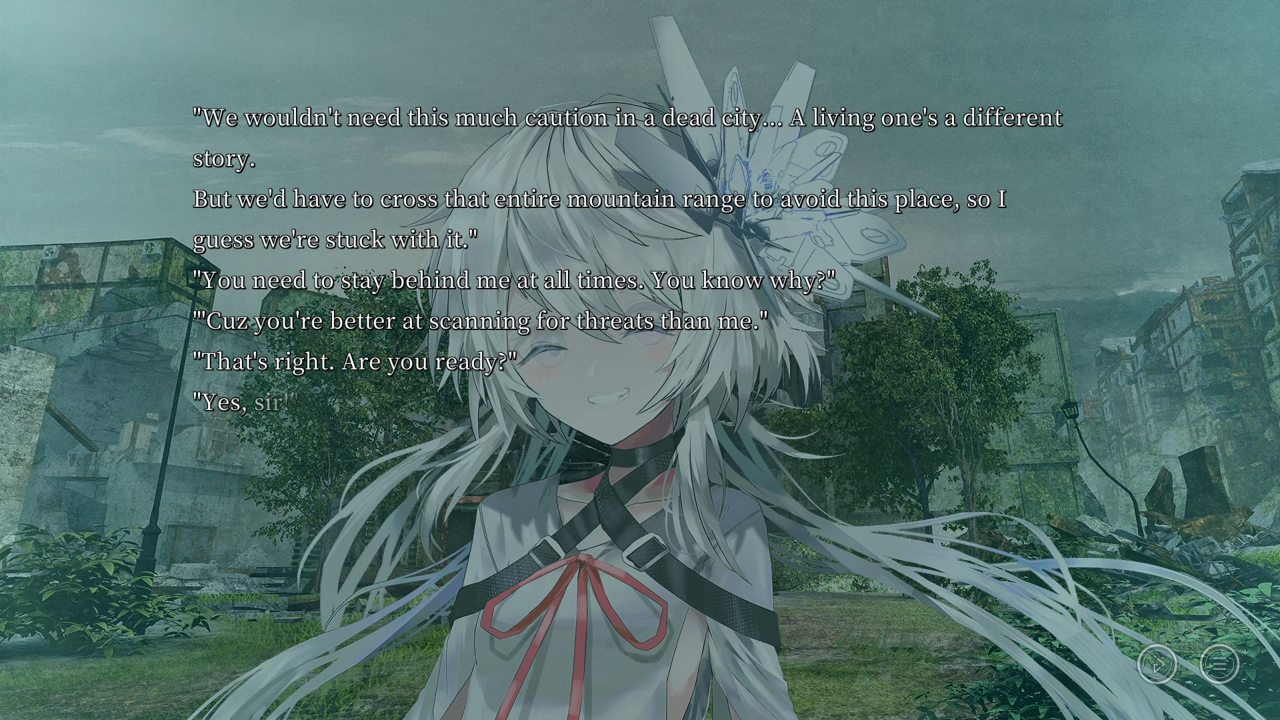 "We wouldn't need this much caution in a dead city... A living one's a different
story.
But we'd have to cross that entire mountain range to avoid this place, so I
guess we're stuck with it."
"You need to stay behind me at all times. You know why?"
"'Cuz you're better at scanning for threats than me."
"That's right. Are you ready?"
"Yes, sir!"